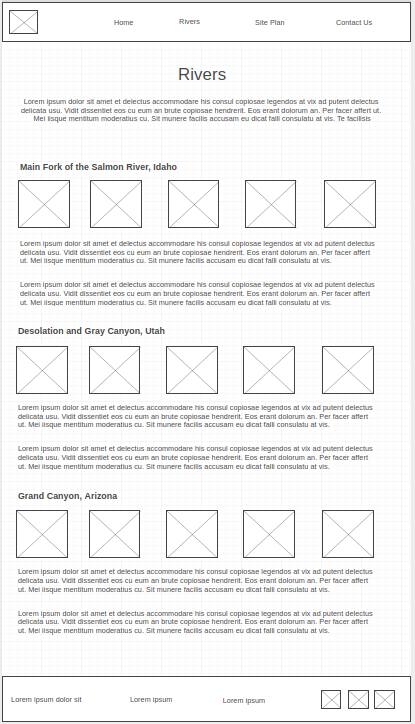 Home Rivers Site Plan Contact Us
Rivers
Lorem ipsum dolor sit amet et delectus accommodare his consul copiosae legendos at vix ad putent delectus
delicata usu. Vidit dissentiet eos cu eum an brute copiosae hendrerit. Eos erant dolorum an. Per facer affert ut.
Mei iisque mentitum moderatius cu. Sit munere facilis accusam eu dicat falli consulatu at vis. Te facilisis
Main Fork of the Salmon River, Idaho
Lorem ipsum dolor sit amet et delectus accommodare his consul copiosae legendos at vix ad putent delectus
delicata usu. Vidit dissentiet eos cu eum an brute copiosae hendrerit. Eos erant dolorum an. Per facer affert
ut. Mei iisque mentitum moderatius cu. Sit munere facilis accusam eu dicat falli consulatu at vis.
Lorem ipsum dolor sit amet et delectus accommodare his consul copiosae legendos at vix ad putent delectus
delicata usu. Vidit dissentiet eos cu eum an brute copiosae hendrerit. Eos erant dolorum an. Per facer affert
ut. Mei iisque mentitum moderatius cu. Sit munere facilis accusam eu dicat falli consulatu at vis.
Desolation and Gray Canyon, Utah
Lorem ipsum dolor sit amet et delectus accommodare his consul copiosae legendos at vix ad putent delectus
delicata usu. Vidit dissentiet eos cu eum an brute copiosae hendrerit. Eos erant dolorum an. Per facer affert
ut. Mei iisque mentitum moderatius cu. Sit munere facilis accusam eu dicat falli consulatu at vis.
Lorem ipsum dolor sit amet et delectus accommodare his consul copiosae legendos at vix ad putent delectus
delicata usu. Vidit dissentiet eos cu eum an brute copiosae hendrerit. Eos erant dolorum an. Per facer affert
ut. Mei iisque mentitum moderatius cu. Sit munere facilis accusam eu dicat falli consulatu at vis.
Grand Canyon, Arizona
Lorem ipsum dolor sit amet et delectus accommodare his consul copiosae legendos at vix ad putent delectus
delicata usu. Vidit dissentiet eos cu eum an brute copiosae hendrerit. Eos erant dolorum an. Per facer affert
ut. Mei iisque mentitum moderatius cu. Sit munere facilis accusam eu dicat falli consulatu at vis.
Lorem ipsum dolor sit amet et delectus accommodare his consul copiosae legendos at vix ad putent delectus
delicata usu. Vidit dissentiet eos cu eum an brute copiosae hendrerit. Eos erant dolorum an. Per facer affert
ut. Mei iisque mentitum moderatius cu. Sit munere facilis accusam eu dicat falli consulatu at vis.
Lorem ipsum dolor sit Lorem ipsum Lorem ipsum